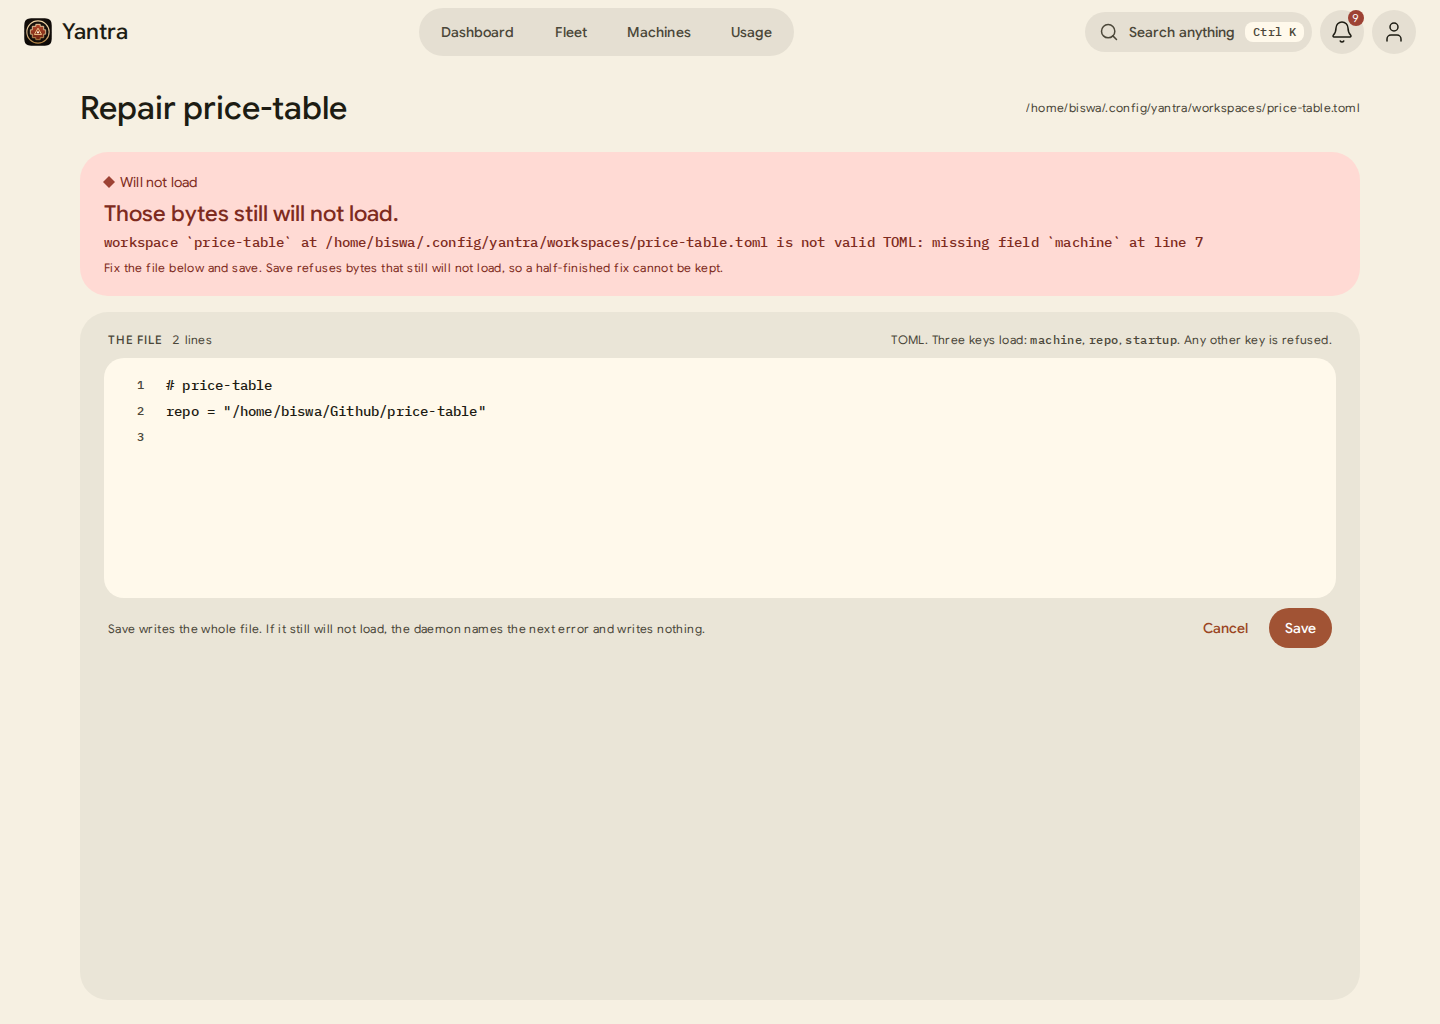 Yantra
Dashboard Fleet Machines Usage
Search anything Ctrl K
9
Repair price-table
/home/biswa/.config/yantra/workspaces/price-table.toml
Will not load
Those bytes still will not load.
workspace `price-table` at /home/biswa/.config/yantra/workspaces/price-table.toml is not valid TOML: missing field `machine` at line 7
Fix the file below and save. Save refuses bytes that still will not load, so a half-finished fix cannot be kept.
THE FILE 2 lines
TOML. Three keys load: machine, repo, startup. Any other key is refused.
1 # price-table
2 repo = "/home/biswa/Github/price-table"
3
Save writes the whole file. If it still will not load, the daemon names the next error and writes nothing.
Cancel Save